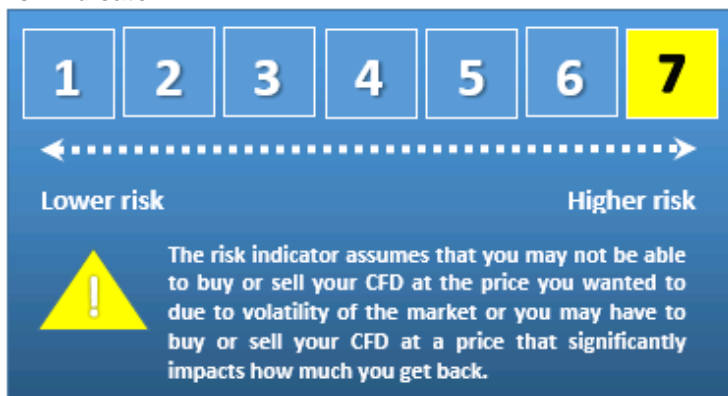 1 2 3 4 5 6 7
Lower risk Higher risk
The risk indicator assumes that you may not be able
to buy or sell your CFD at the price you wanted to
due to volatility of the market or you may have to
buy or sell your CFD at a price that significantly
impacts how much you get back.